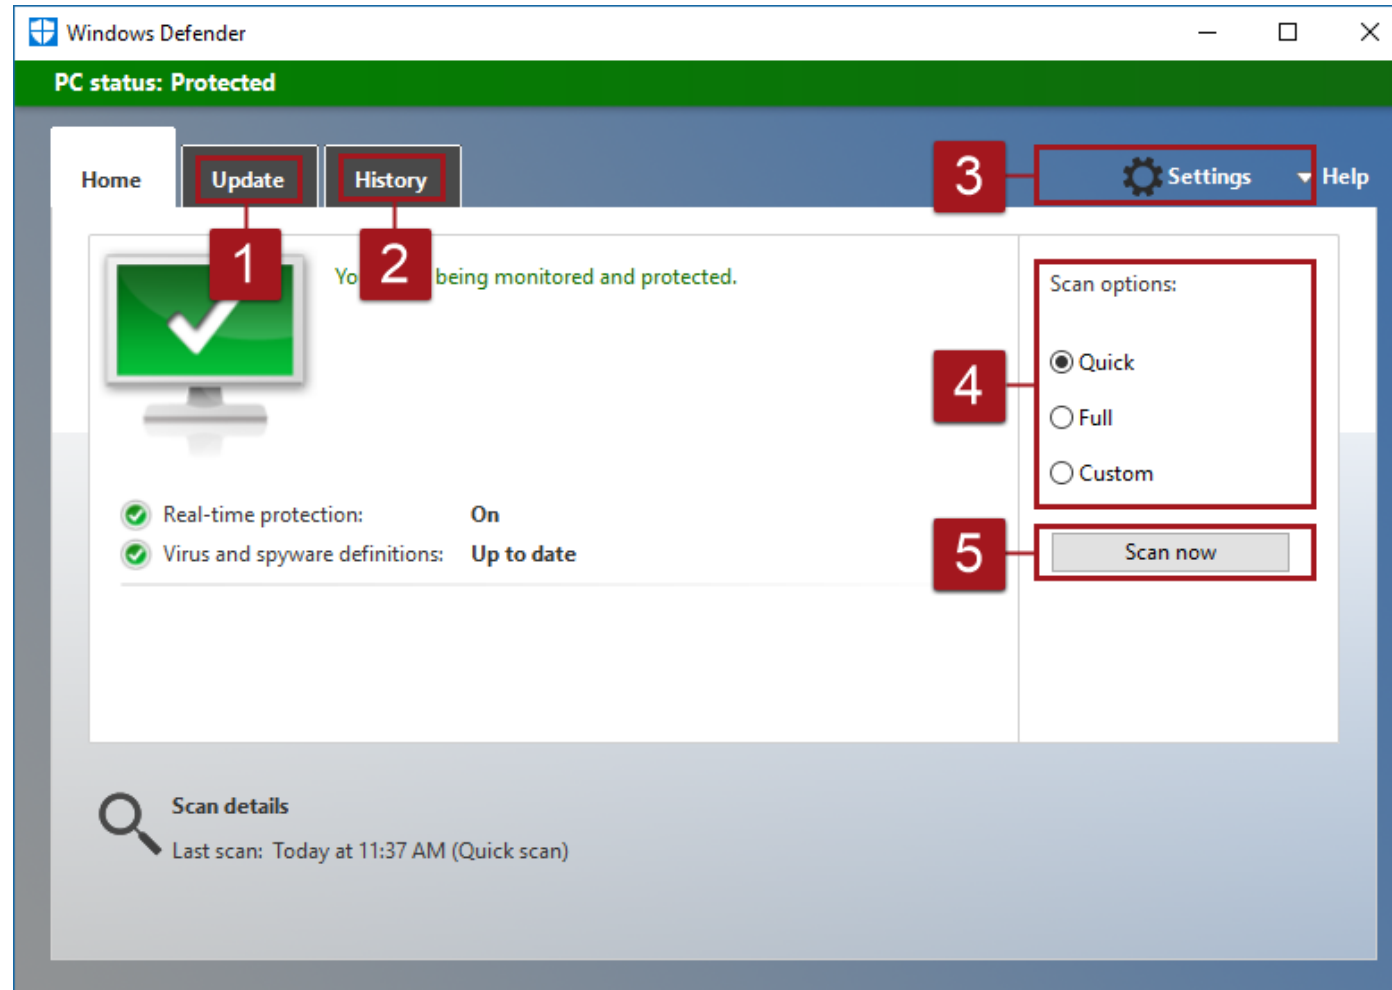 Windows Defender
PC status: Protected
Home
Update
History
3
Settings
Help
1
2
being monitored and protected.
Scan options:
4
Quick
Full
Custom
Real-time protection: On
Virus and spyware definitions: Up to date
5
Scan now
Scan details
Last scan: Today at 11:37 AM (Quick scan)